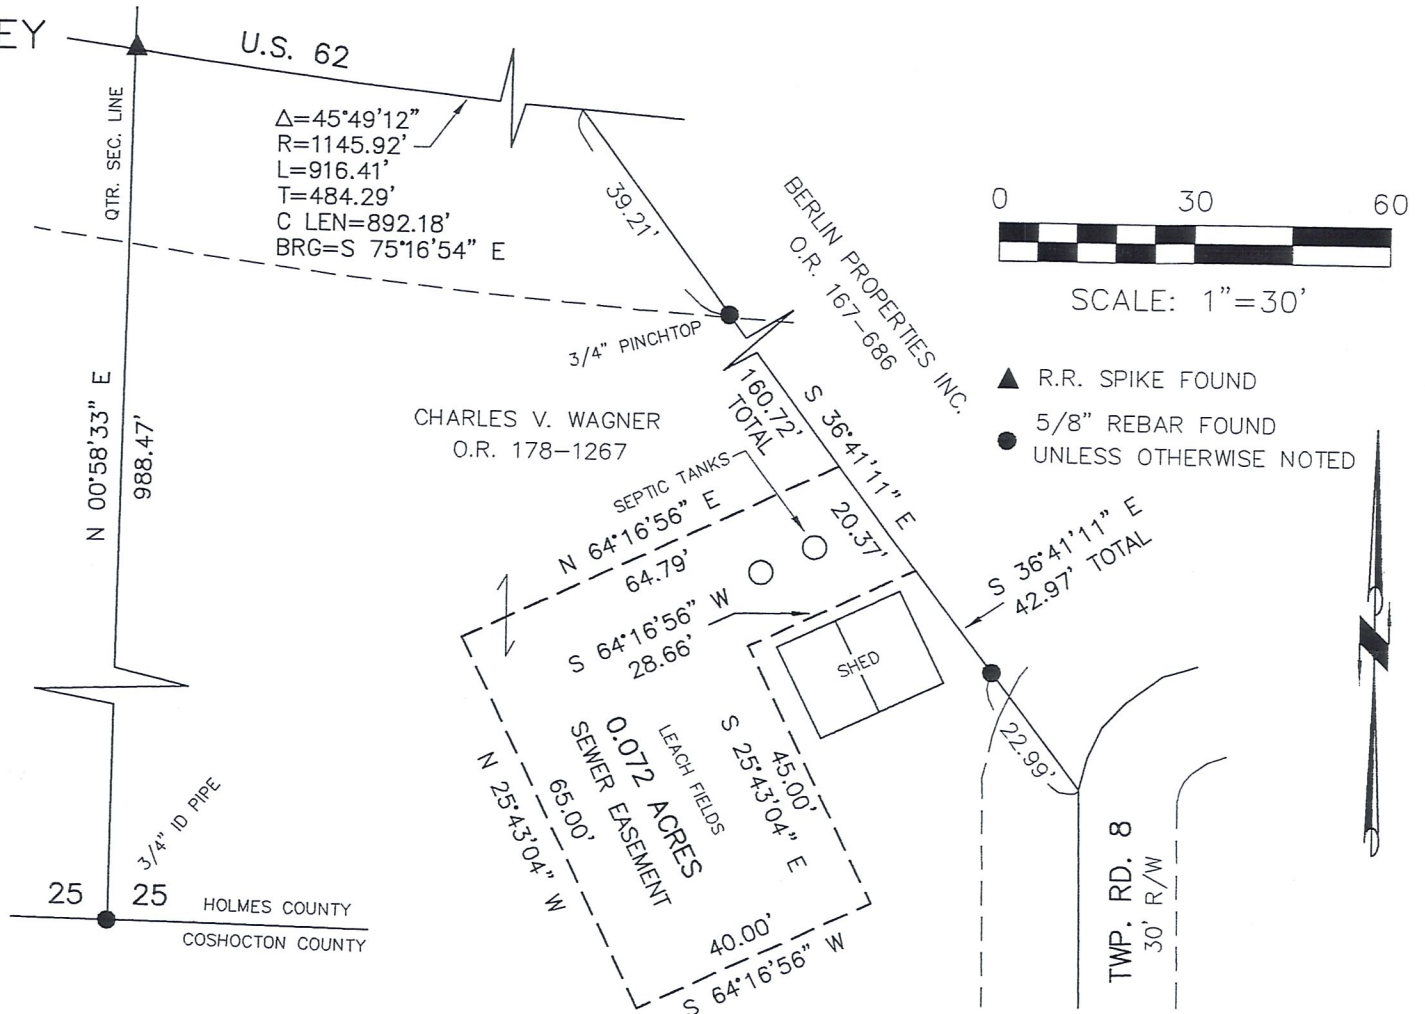 EY
U.S. 62
QTR. SEC. LINE
Δ=45°49'12"
R=1145.92'
L=916.41'
T=484.29'
C LEN=892.18'
BRG=S 75°16'54" E
39.21'
BERLIN PROPERTIES INC.
O.R. 167-686
0 30 60
SCALE: 1"=30'
R.R. SPIKE FOUND
5/8" REBAR FOUND
UNLESS OTHERWISE NOTED
3/4" PINCHTOP
N 00°58'33" E
988.47'
CHARLES V. WAGNER
O.R. 178-1267
160.72'
TOTAL
S 36°41'11" E
20.37'
SEPTIC TANKS
N 64°16'56" E
64.79'
S 64°16'56" W
28.66'
S 36°41'11" E
42.97' TOTAL
SHED
22.99'
N 25°43'04" W
65.00'
0.072 ACRES
SEWER EASEMENT
LEACH FIELDS
45.00'
S 25°43'04" E
40.00'
S 64°16'56" W
TWP. RD. 8
30' R/W
3/4" ID PIPE
25 25
HOLMES COUNTY
COSHOCTON COUNTY
N